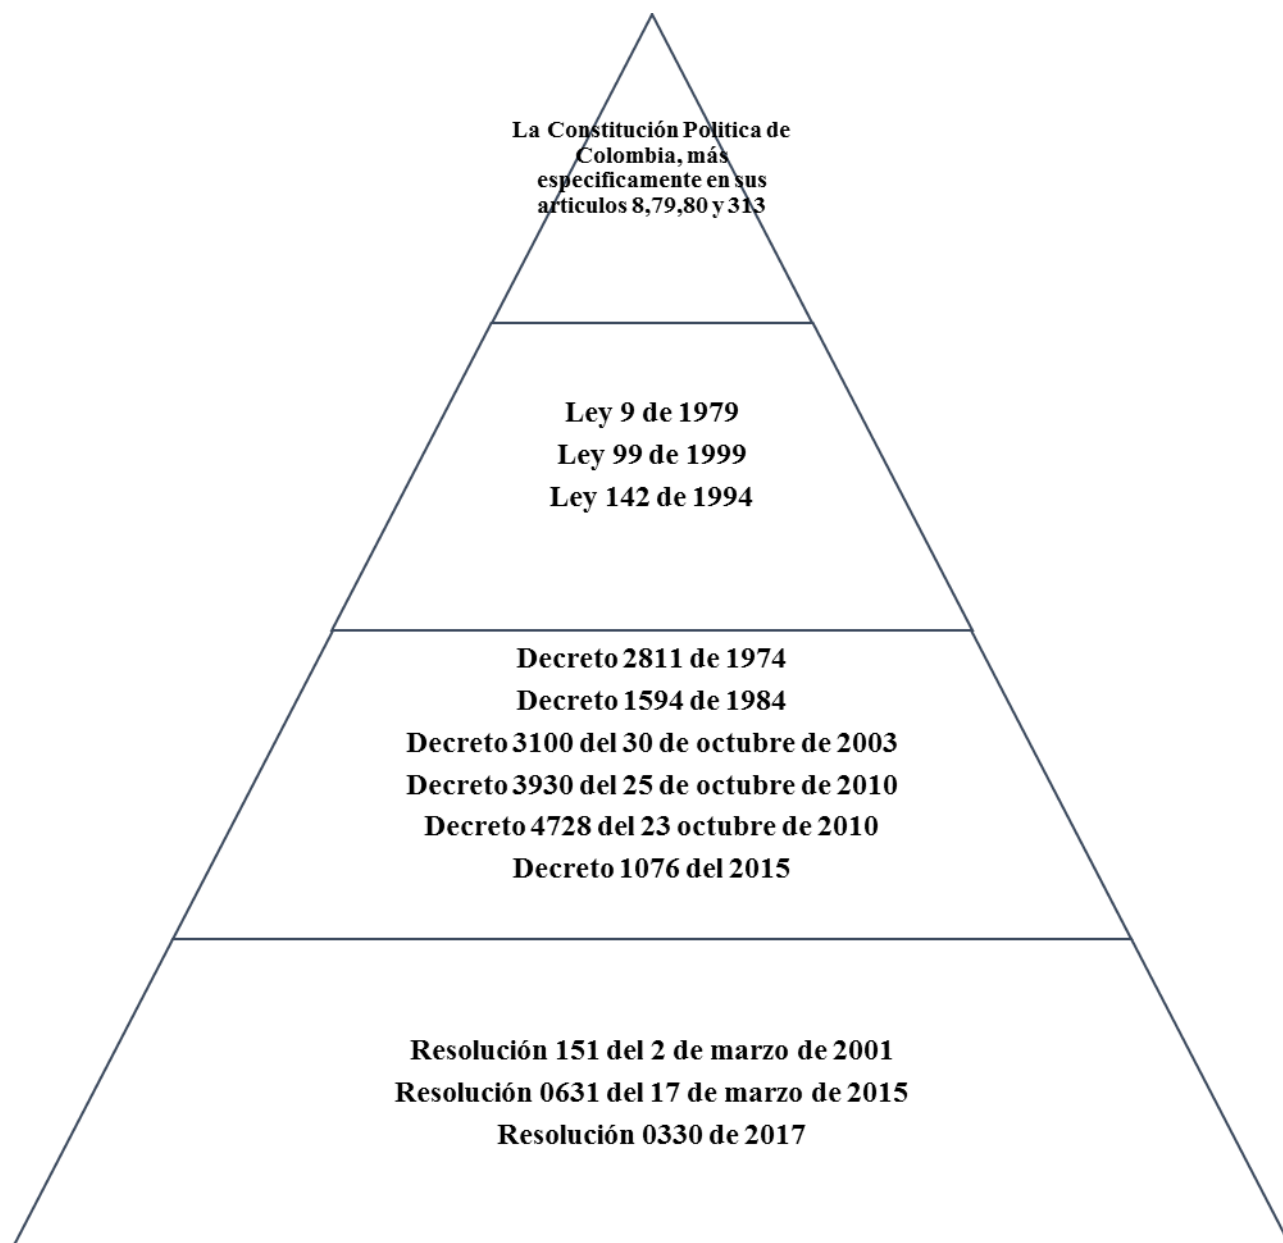 La Constitución Politica de
Colombia, más
especificamente en sus
articulos 8,79,80 y 313
Ley 9 de 1979
Ley 99 de 1999
Ley 142 de 1994
Decreto 2811 de 1974
Decreto 1594 de 1984
Decreto 3100 del 30 de octubre de 2003
Decreto 3930 del 25 de octubre de 2010
Decreto 4728 del 23 octubre de 2010
Decreto 1076 del 2015
Resolución 151 del 2 de marzo de 2001
Resolución 0631 del 17 de marzo de 2015
Resolución 0330 de 2017